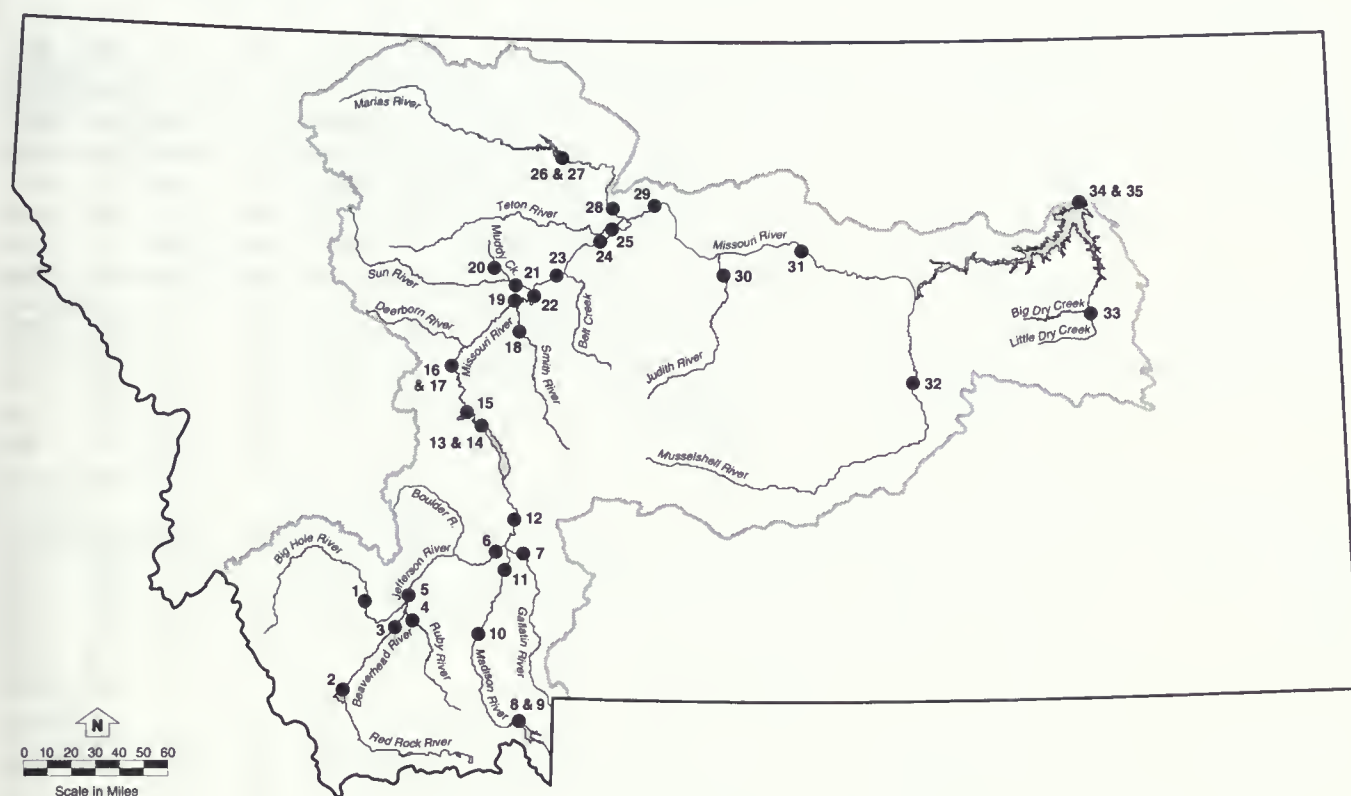 Marias River
26 & 27
34 & 35
29
28
Teton River
25
24
Missouri River
31
30
Muddy Ck.
20
21
23
Sun River
19
22
Belt Creek
Big Dry Creek
33
Little Dry Creek
Deerborn River
Missouri River
18
Smith River
16
& 17
Judith River
32
15
13 & 14
Musselshell River
Boulder R.
12
Big Hole River
6
7
Jefferson River
11
1
5
4
3
Gallatin River
Beaverhead River
Ruby River
10
Madison River
2
8 & 9
Red Rock River
N
0 10 20 30 40 50 60
Scale in Miles